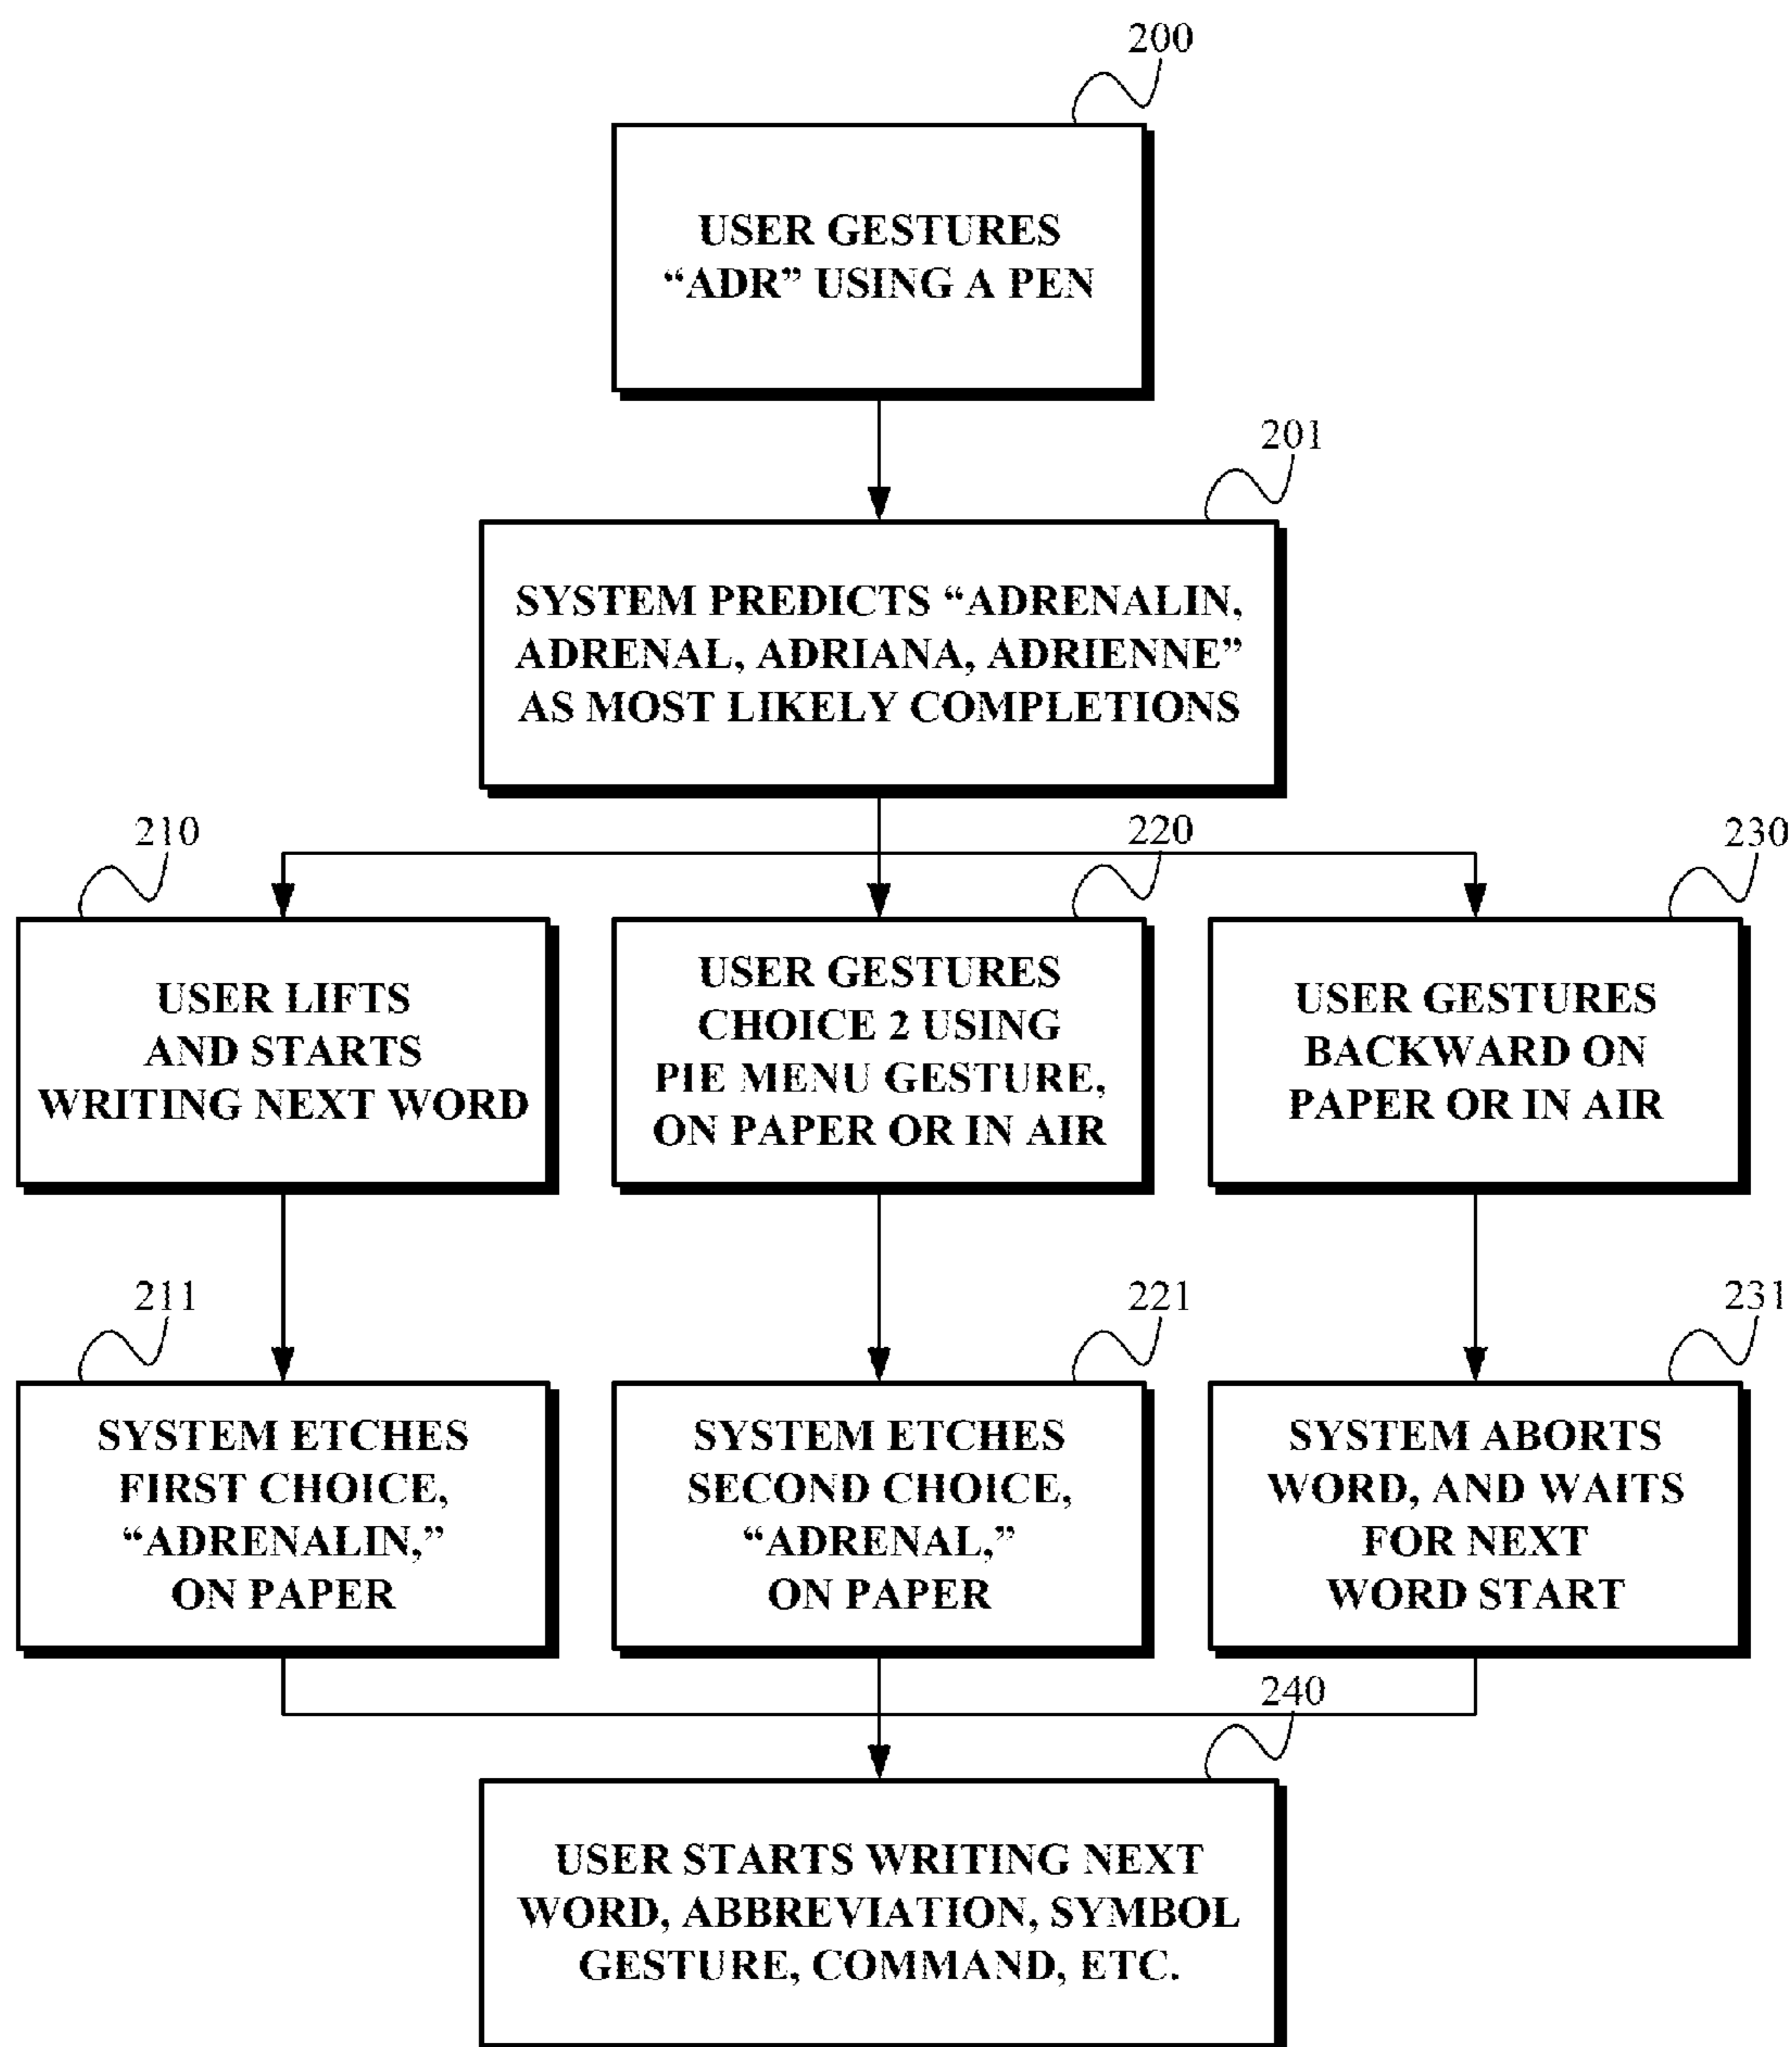 200
USER GESTURES
“ADR” USING A PEN
201
SYSTEM PREDICTS “ADRENALIN,
ADRENAL, ADRIANA, ADRIENNE”
AS MOST LIKELY COMPLETIONS
210
USER LIFTS
AND STARTS
WRITING NEXT WORD
220
USER GESTURES
CHOICE 2 USING
PIE MENU GESTURE,
ON PAPER OR IN AIR
230
USER GESTURES
BACKWARD ON
PAPER OR IN AIR
211
SYSTEM ETCHES
FIRST CHOICE,
“ADRENALIN,”
ON PAPER
221
SYSTEM ETCHES
SECOND CHOICE,
“ADRENAL,”
ON PAPER
231
SYSTEM ABORTS
WORD, AND WAITS
FOR NEXT
WORD START
240
USER STARTS WRITING NEXT
WORD, ABBREVIATION, SYMBOL
GESTURE, COMMAND, ETC.